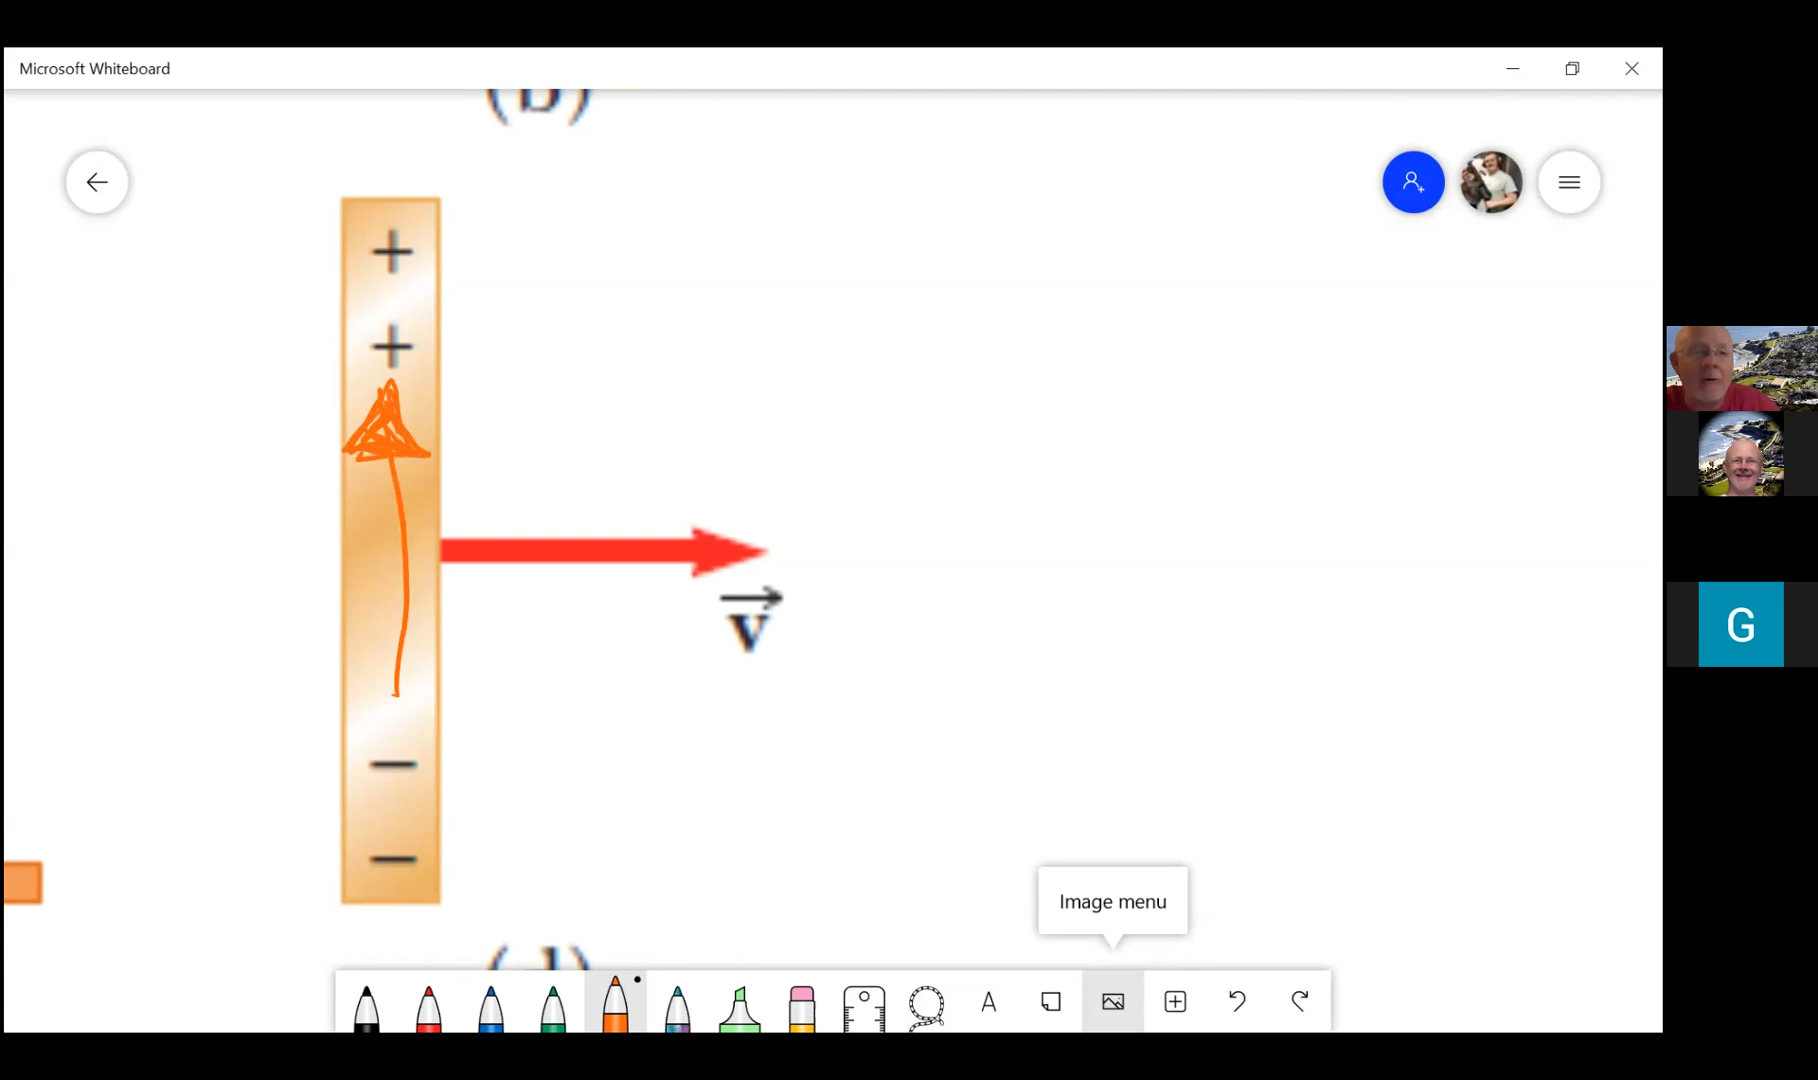 Microsoft Whiteboard
(b)
+
+
v
−
−
Image menu
(d)
A
G